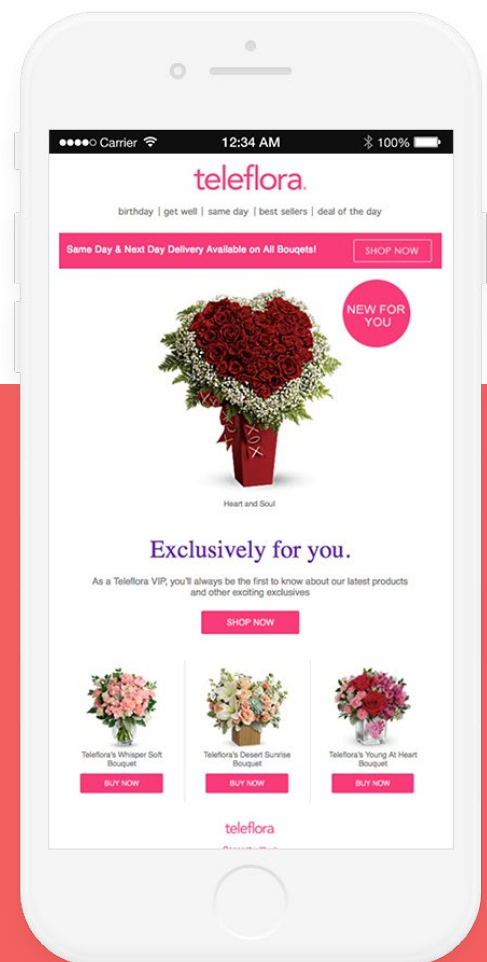 Carrier 12:34 AM 100%
teleflora.
birthday | get well | same day | best sellers | deal of the day
Same Day & Next Day Delivery Available on All Bouqets! SHOP NOW
NEW FOR
YOU
XOX
Heart and Soul
Exclusively for you.
As a Teleflora VIP, you'll always be the first to know about our latest products
and other exciting exclusives
SHOP NOW
Teleflora's Whisper Soft
Bouquet
Teleflora's Desert Sunrise
Bouquet
Teleflora's Young At Heart
Bouquet
BUY NOW BUY NOW BUY NOW
teleflora